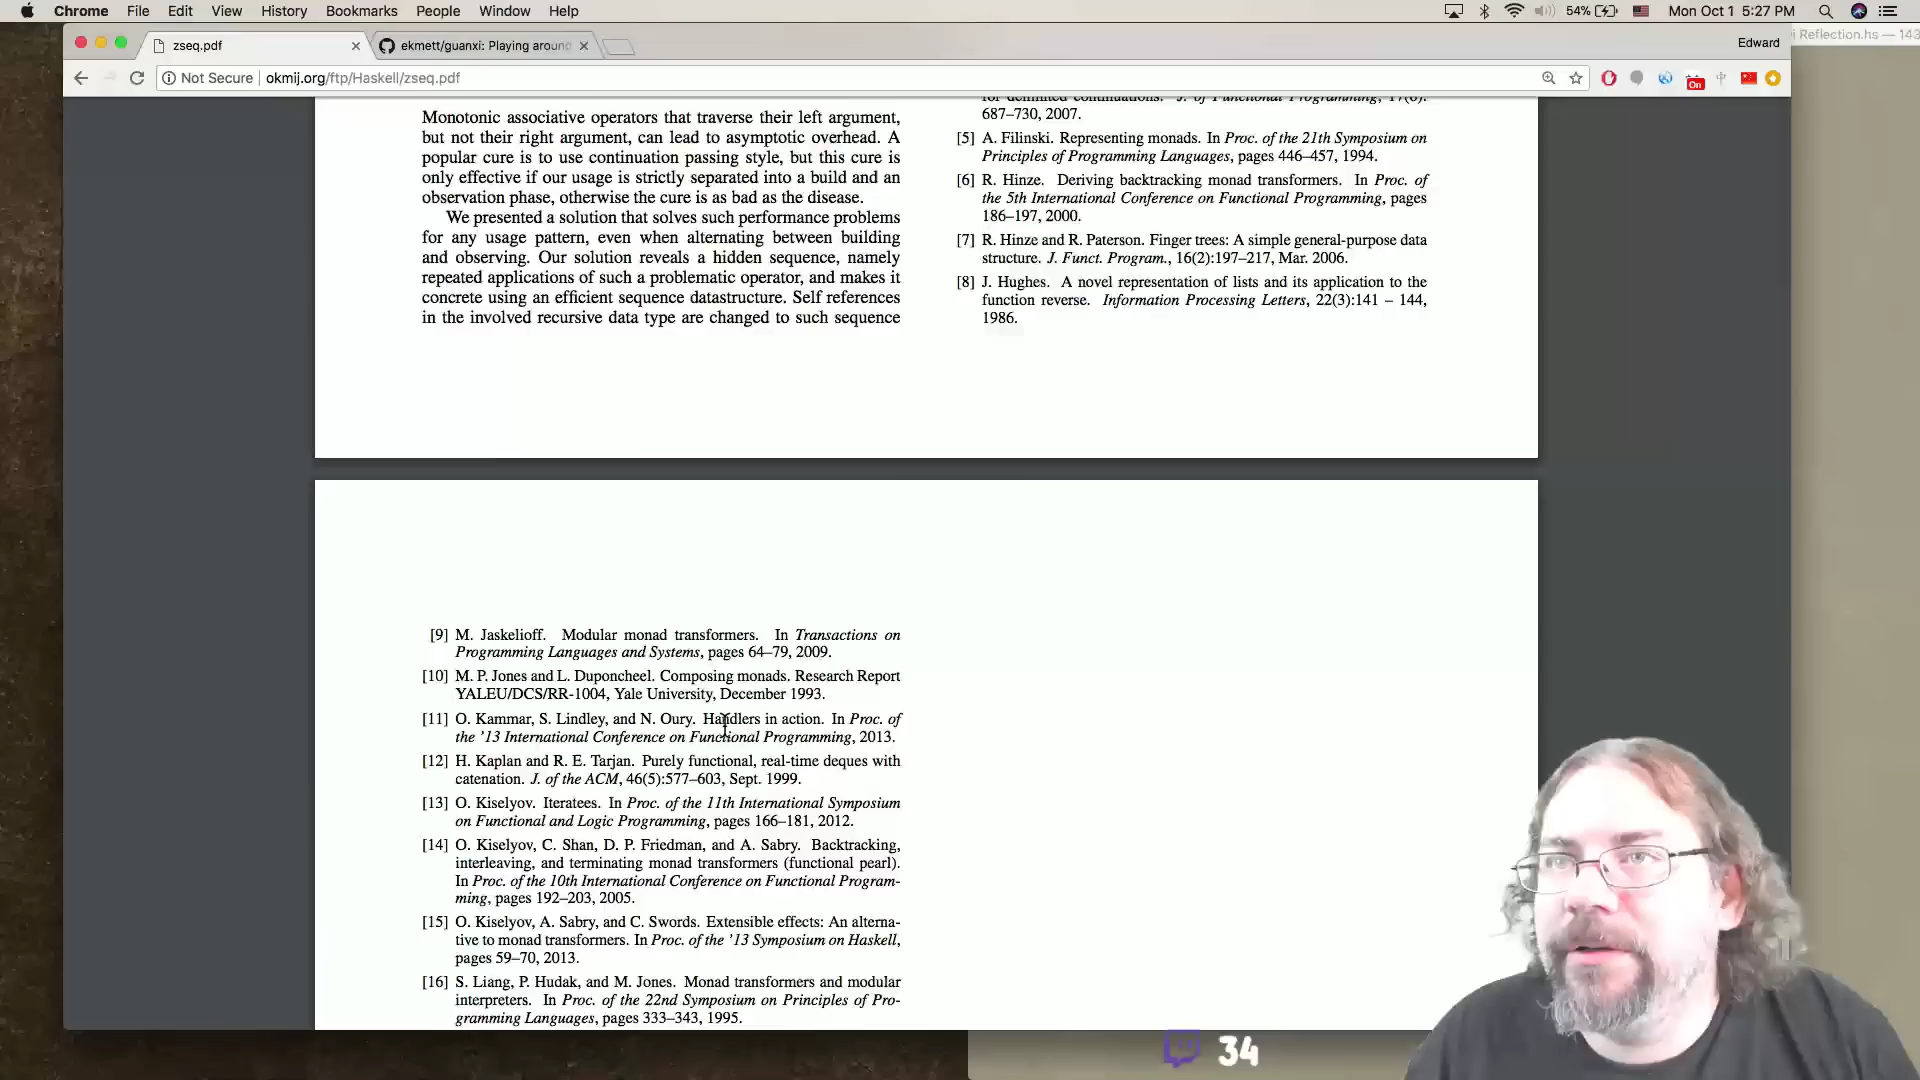 Chrome File Edit View History Bookmarks People Window Help
54% Mon Oct 1 5:27 PM
zseq.pdf
ekmett/guanxi: Playing around
Edward
Reflection.hs — 143
Not Secure okmij.org/ftp/Haskell/zseq.pdf
On
Monotonic associative operators that traverse their left argument,
but not their right argument, can lead to asymptotic overhead. A
popular cure is to use continuation passing style, but this cure is
only effective if our usage is strictly separated into a build and an
observation phase, otherwise the cure is as bad as the disease.
We presented a solution that solves such performance problems
for any usage pattern, even when alternating between building
and observing. Our solution reveals a hidden sequence, namely
repeated applications of such a problematic operator, and makes it
concrete using an efficient sequence datastructure. Self references
in the involved recursive data type are changed to such sequence
for delimited continuations. J. of Functional Programming, 17(6):
687–730, 2007.
[5] A. Filinski. Representing monads. In Proc. of the 21th Symposium on
Principles of Programming Languages, pages 446–457, 1994.
[6] R. Hinze. Deriving backtracking monad transformers. In Proc. of
the 5th International Conference on Functional Programming, pages
186–197, 2000.
[7] R. Hinze and R. Paterson. Finger trees: A simple general-purpose data
structure. J. Funct. Program., 16(2):197–217, Mar. 2006.
[8] J. Hughes. A novel representation of lists and its application to the
function reverse. Information Processing Letters, 22(3):141 – 144,
1986.
[9] M. Jaskelioff. Modular monad transformers. In Transactions on
Programming Languages and Systems, pages 64–79, 2009.
[10] M. P. Jones and L. Duponcheel. Composing monads. Research Report
YALEU/DCS/RR-1004, Yale University, December 1993.
[11] O. Kammar, S. Lindley, and N. Oury. Handlers in action. In Proc. of
the ’13 International Conference on Functional Programming, 2013.
[12] H. Kaplan and R. E. Tarjan. Purely functional, real-time deques with
catenation. J. of the ACM, 46(5):577–603, Sept. 1999.
[13] O. Kiselyov. Iteratees. In Proc. of the 11th International Symposium
on Functional and Logic Programming, pages 166–181, 2012.
[14] O. Kiselyov, C. Shan, D. P. Friedman, and A. Sabry. Backtracking,
interleaving, and terminating monad transformers (functional pearl).
In Proc. of the 10th International Conference on Functional Program-
ming, pages 192–203, 2005.
[15] O. Kiselyov, A. Sabry, and C. Swords. Extensible effects: An alterna-
tive to monad transformers. In Proc. of the ’13 Symposium on Haskell,
pages 59–70, 2013.
[16] S. Liang, P. Hudak, and M. Jones. Monad transformers and modular
interpreters. In Proc. of the 22nd Symposium on Principles of Pro-
gramming Languages, pages 333–343, 1995.
34